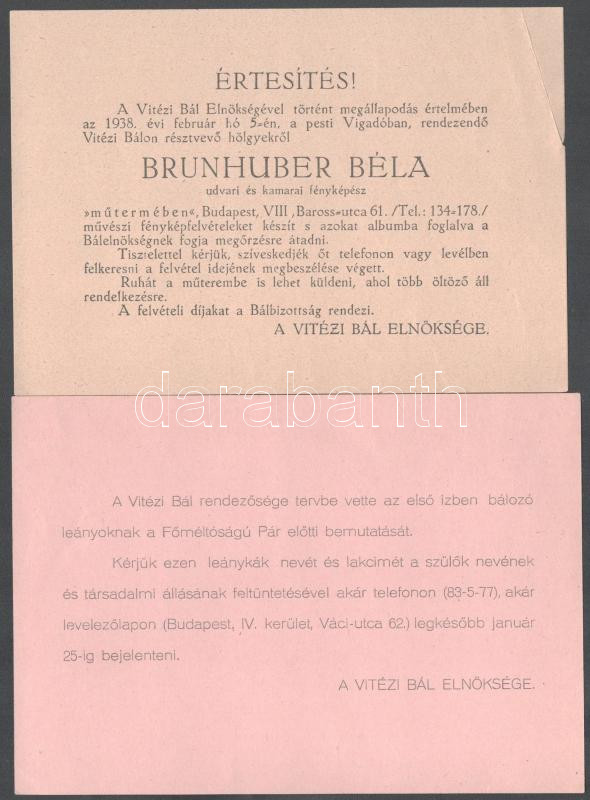 ÉRTESÍTÉS!
A Vitézi Bál Elnökségével történt megállapodás értelmében
az 1938. évi február hó 5=én, a pesti Vigadóban, rendezendő
Vitézi Bálon résztvevő hölgyekről
BRUNHUBER BÉLA
udvari és kamarai fényképész
»műtermében«, Budapest, VIII, Baross=utca 61. /Tel.: 134=178./
művészi fényképfelvételeket készít s azokat albumba foglalva a
Bálelnökségnek fogja megőrzésre átadni.
Tisztelettel kérjük, sziveskedjék őt telefonon vagy levélben
felkeresni a felvétel idejének megbeszélése végett.
Ruhát a műterembe is lehet küldeni, ahol több öltöző áll
rendelkezésre.
A felvételi díjakat a Bálbizottság rendezi.
A VITÉZI BÁL ELNÖKSÉGE.
darabanth
A Vitézi Bál rendezősége tervbe vette az első izben bálozó
leányoknak a Főméltóságú Pár előtti bemutatását.
Kérjük ezen leánykák nevét és lakcimét a szülők nevének
és társadalmi állásának feltüntetésével akár telefonon (83-5-77), akár
levelezőlapon (Budapest, IV. kerület, Váci-utca 62.) legkésőbb január
25-ig bejelenteni.
A VITÉZI BÁL ELNÖKSÉGE.